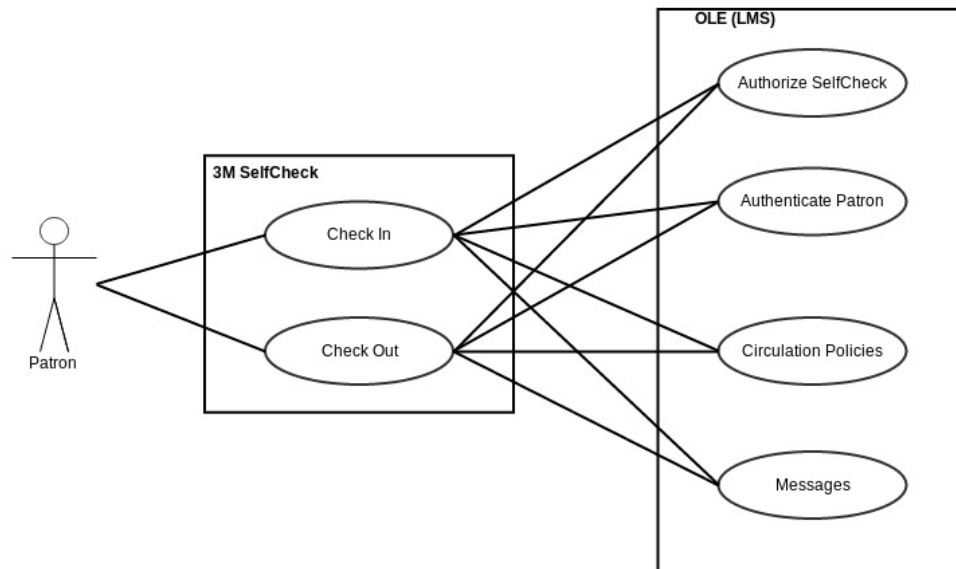 OLE (LMS)
Authorize SelfCheck
3M SelfCheck
Authenticate Patron
Check In
Check Out
Circulation Policies
Patron
Messages